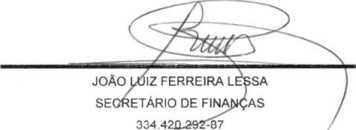 JOÃO LUIZ FERREIRA LESSA
SECRETÁRIO DE FINANÇAS
334.420.292-87